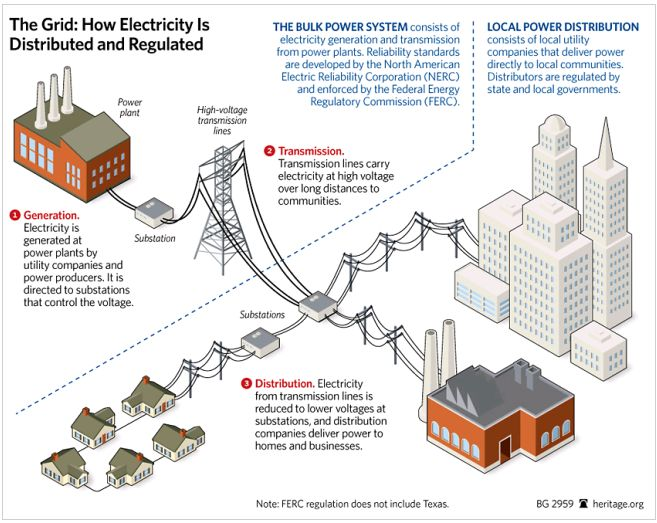 The Grid: How Electricity Is
Distributed and Regulated
THE BULK POWER SYSTEM consists of
electricity generation and transmission
from power plants. Reliability standards
are developed by the North American
Electric Reliability Corporation (NERC)
and enforced by the Federal Energy
Regulatory Commission (FERC).
LOCAL POWER DISTRIBUTION
consists of local utility
companies that deliver power
directly to local communities.
Distributors are regulated by
state and local governments.
Power
plant
High-voltage
transmission
lines
2 Transmission.
Transmission lines carry
electricity at high voltage
over long distances to
communities.
1 Generation.
Electricity is
generated at
power plants by
utility companies and
power producers. It is
directed to substations
that control the voltage.
Substation
Substations
3 Distribution. Electricity
from transmission lines is
reduced to lower voltages at
substations, and distribution
companies deliver power to
homes and businesses.
Note: FERC regulation does not include Texas.
BG 2959 heritage.org